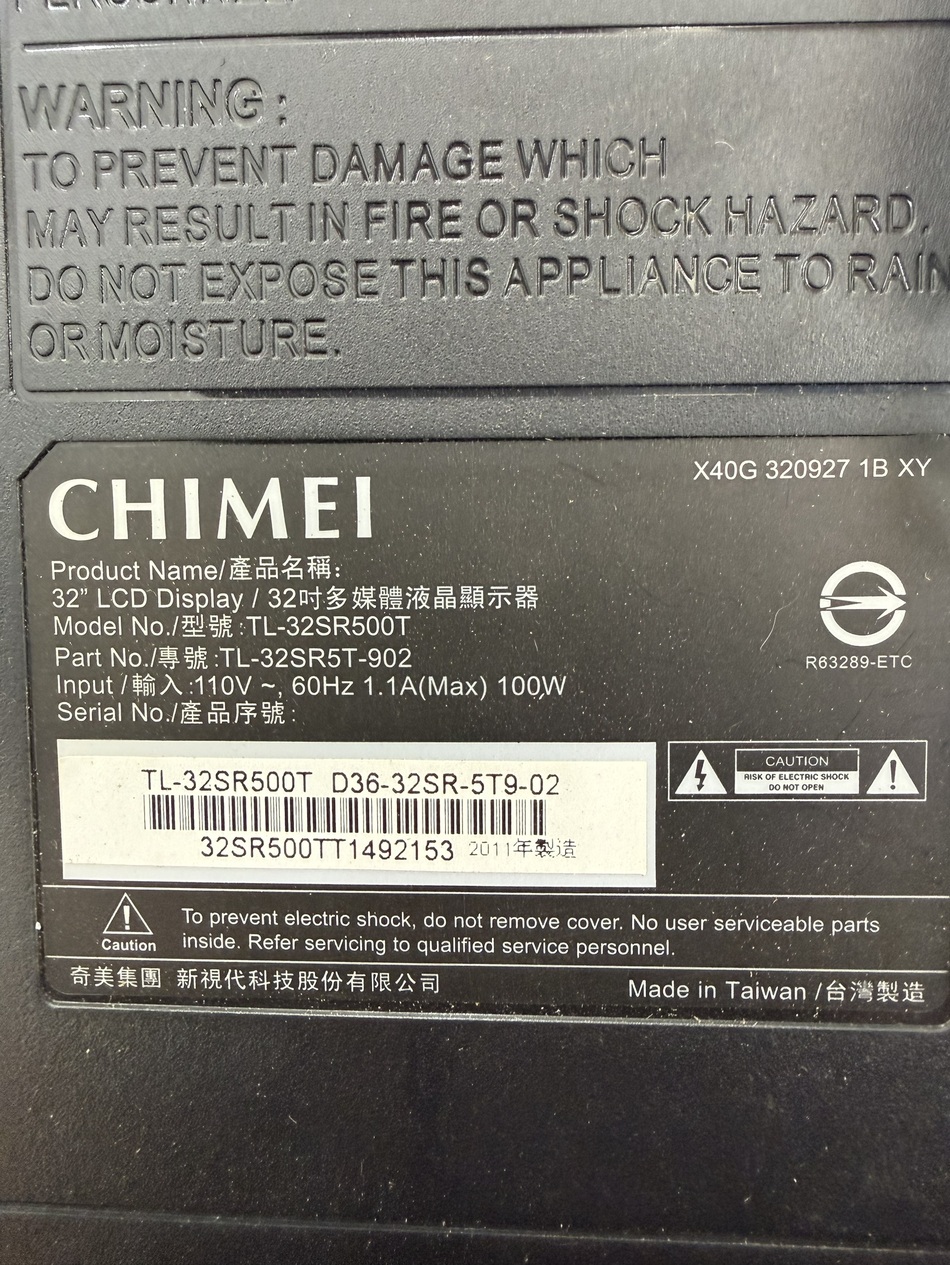 WARNING:
TO PREVENT DAMAGE WHICH
MAY RESULT IN FIRE OR SHOCK HAZARD,
DO NOT EXPOSE THIS APPLIANCE TO RAIN
OR MOISTURE.
X40G 320927 1B XY
CHIMEI
Product Name/產品名稱:
32" LCD Display / 32吋多媒體液晶顯示器
Model No./型號:TL-32SR500T
Part No./專號:TL-32SR5T-902
Input /輸入:110V ~, 60Hz 1.1A(Max) 100W
Serial No./產品序號:
R63289-ETC
TL-32SR500T D36-32SR-5T9-02
32SR500TT1492153 2011年製造
CAUTION
RISK OF ELECTRIC SHOCK
DO NOT OPEN
Caution
To prevent electric shock, do not remove cover. No user serviceable parts
inside. Refer servicing to qualified service personnel.
奇美集團 新視代科技股份有限公司
Made in Taiwan /台灣製造